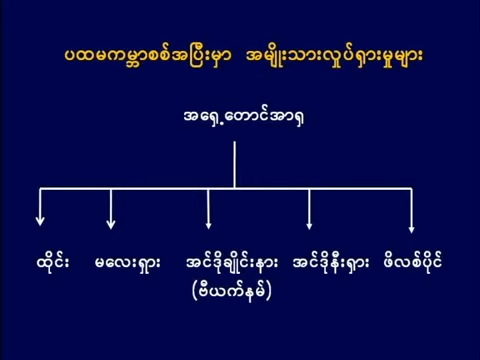 ပထမကမ္ဘာစစ်အပြီးမှာ အမျိုးသားလှုပ်ရှားမှုများ
အရှေ့တောင်အာရှ
ထိုင်း မလေးရှား အင်ဒိုချိုင်းနား အင်ဒိုနီးရှား ဖိလစ်ပိုင်
(ဗီယက်နမ်)